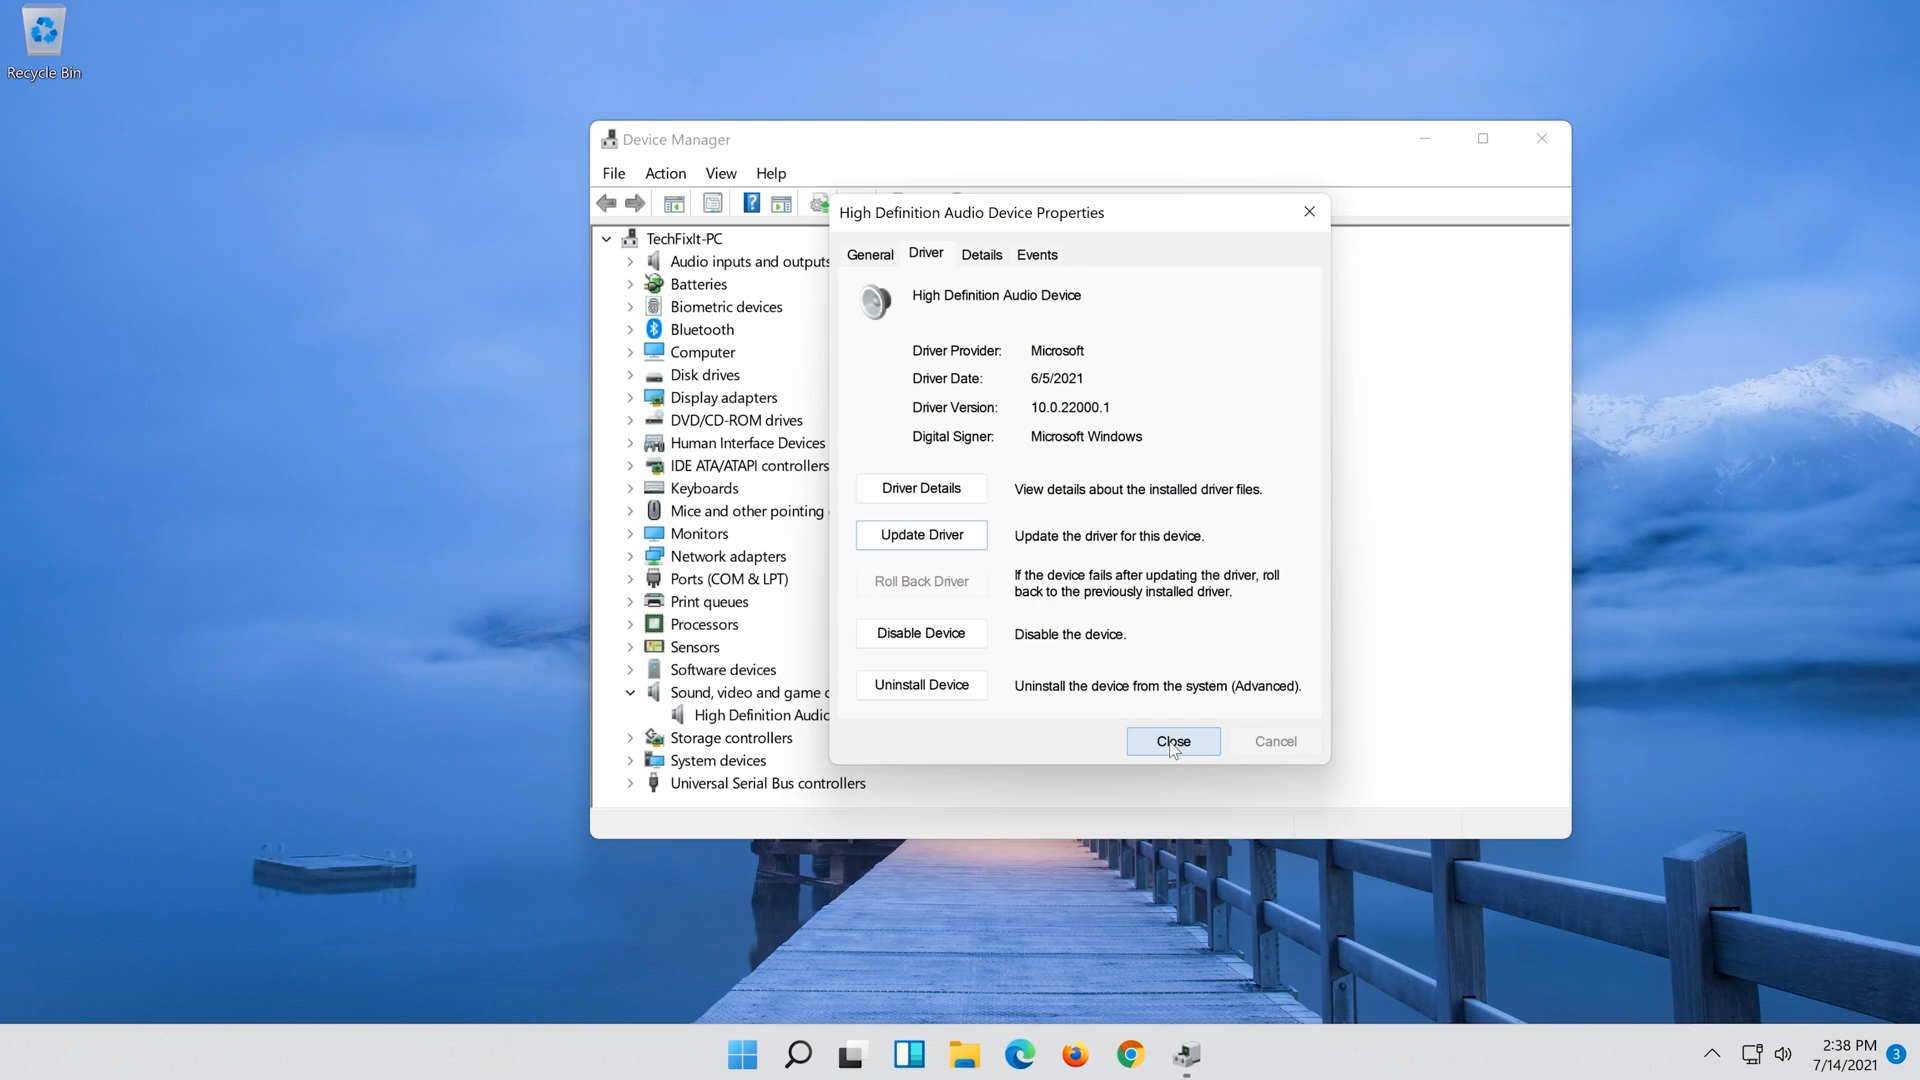 Recycle Bin
Device Manager
File Action View Help
TechFixIt-PC
Audio inputs and outputs
Batteries
Biometric devices
Bluetooth
Computer
Disk drives
Display adapters
DVD/CD-ROM drives
Human Interface Devices
IDE ATA/ATAPI controllers
Keyboards
Mice and other pointing
Monitors
Network adapters
Ports (COM & LPT)
Print queues
Processors
Sensors
Software devices
Sound, video and game
High Definition Audio
Storage controllers
System devices
Universal Serial Bus controllers
High Definition Audio Device Properties
General Driver Details Events
High Definition Audio Device
Driver Provider: Microsoft
Driver Date: 6/5/2021
Driver Version: 10.0.22000.1
Digital Signer: Microsoft Windows
Driver Details View details about the installed driver files.
Update Driver Update the driver for this device.
Roll Back Driver If the device fails after updating the driver, roll
back to the previously installed driver.
Disable Device Disable the device.
Uninstall Device Uninstall the device from the system (Advanced).
Close Cancel
2:38 PM
7/14/2021
3